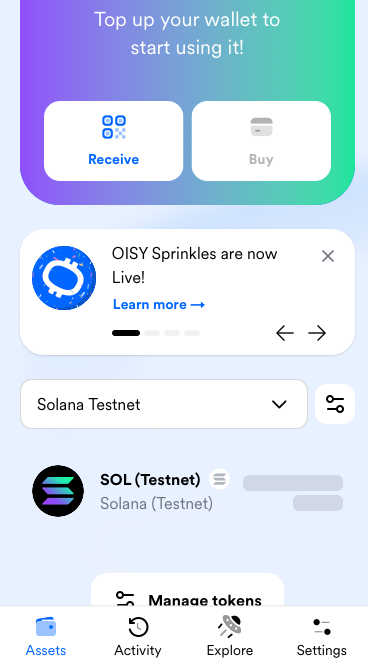 Top up your wallet to
start using it!
Receive
Buy
OISY Sprinkles are now
Live!
Learn more →
Solana Testnet
SOL (Testnet)
Solana (Testnet)
Manage tokens
Assets
Activity
Explore
Settings